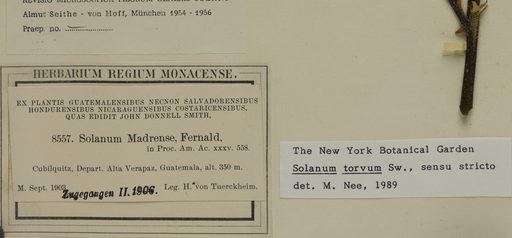 Almut Seithe - von Hoff, München 1954 - 1956
Praep. no.
HERBARIUM REGIUM MONACENSE.
EX PLANTIS GUATEMALENSIBUS NECNON SALVADORENSIBUS
HONDURENSIBUS NICARAGUENSIBUS COSTARICENSIBUS,
QUAS EDIDIT JOHN DONNELL SMITH,
8557. Solanum Madrense, Fernald,
in Proc. Am. Ac. xxxv. 558.
Cubilquitz, Depart. Alta Verapaz, Guatemala, alt. 350 m.
M. Sept. 1903. Leg. H. von Tuerckheim.
Zugegangen II. 1906.
The New York Botanical Garden
Solanum torvum Sw., sensu stricto
det. M. Nee, 1989